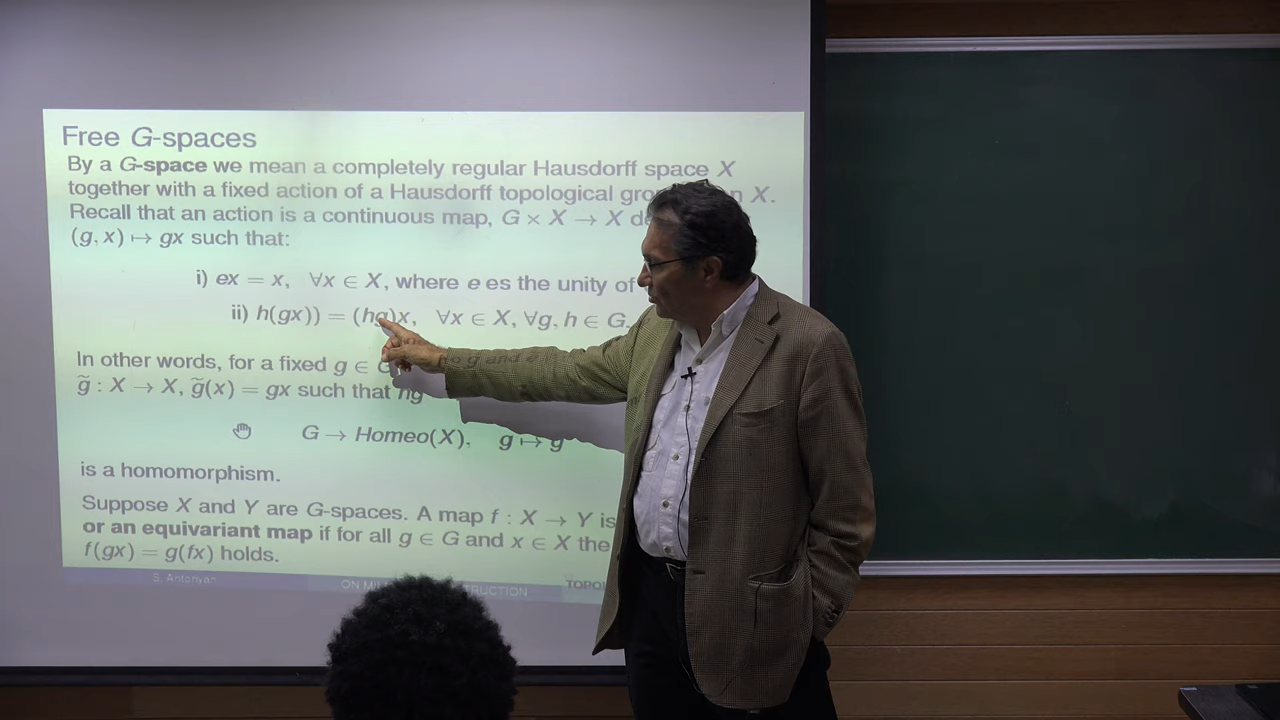 Free G-spaces
By a G-space we mean a completely regular Hausdorff space X
together with a fixed action of a Hausdorff topological X.
Recall that an action is a continuous map, G × X → X
(g, x) ↦ gx such that:
i) ex = x, ∀x ∈ X, where e es the unity of
ii) h(gx)) = (hg)x, ∀x ∈ X, ∀g, h ∈ G.
In other words, for a fixed g ∈
g̃ : X → X, g̃(x) = gx such that
G → Homeo(X), g ↦ g̃
is a homomorphism.
Suppose X and Y are G-spaces. A map f : X → Y is
or an equivariant map if for all g ∈ G and x ∈ X the
f(gx) = g(fx) holds.
S. Antonyan ON